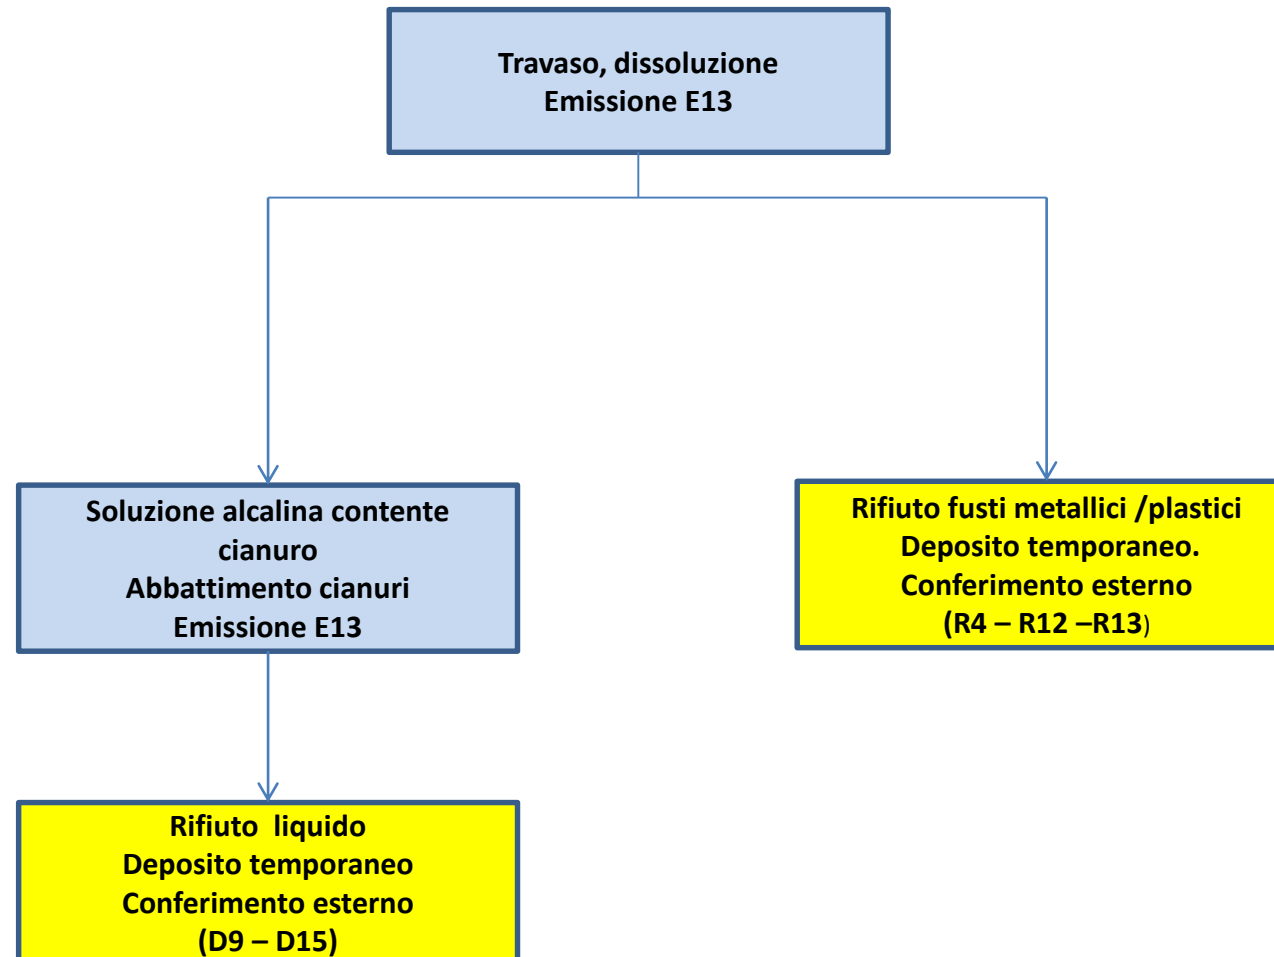 Travaso, dissoluzione
Emissione E13
Soluzione alcalina contente
cianuro
Abbattimento cianuri
Emissione E13
Rifiuto fusti metallici /plastici
Deposito temporaneo.
Conferimento esterno
(R4 – R12 –R13)
Rifiuto  liquido
Deposito temporaneo
Conferimento esterno
(D9 – D15)